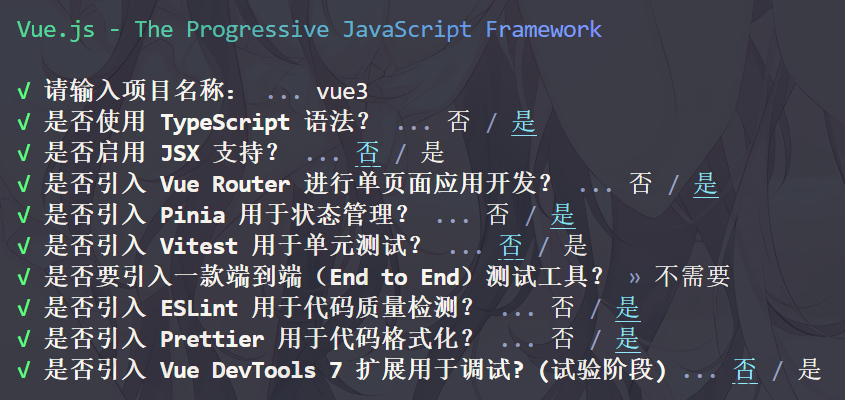 Vue.js - The Progressive JavaScript Framework
√ 请输入项目名称： ... vue3
√ 是否使用 TypeScript 语法？ ... 否 / 是
√ 是否启用 JSX 支持？ ... 否 / 是
√ 是否引入 Vue Router 进行单页面应用开发？ ... 否 / 是
√ 是否引入 Pinia 用于状态管理？ ... 否 / 是
√ 是否引入 Vitest 用于单元测试？ ... 否 / 是
√ 是否要引入一款端到端（End to End）测试工具？ » 不需要
√ 是否引入 ESLint 用于代码质量检测？ ... 否 / 是
√ 是否引入 Prettier 用于代码格式化？ ... 否 / 是
√ 是否引入 Vue DevTools 7 扩展用于调试? (试验阶段) ... 否 / 是